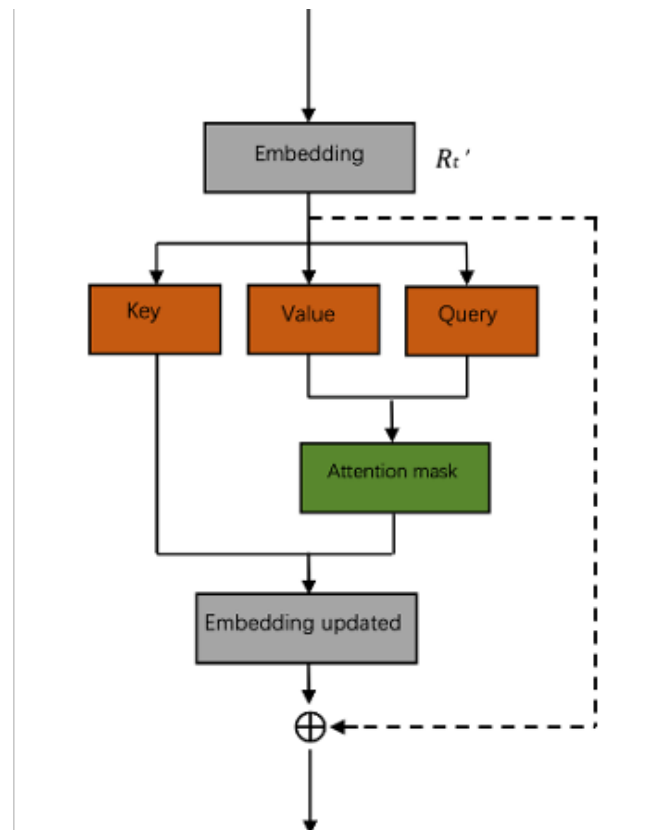 Embedding
Rₜ′
Key
Value
Query
Attention mask
Embedding updated